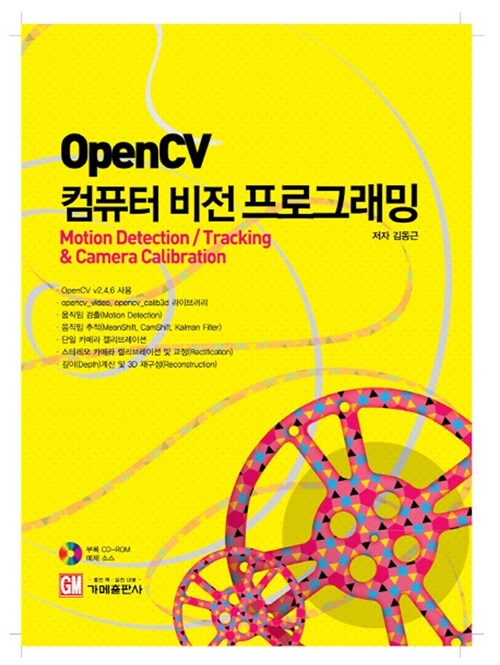 OpenCV
컴퓨터 비전 프로그래밍
Motion Detection / Tracking
& Camera Calibration
저자 김동근
· OpenCV v2.4.6 사용
· opencv_video, opencv_calib3d 라이브러리
· 움직임 검출(Motion Detection)
· 움직임 추적(MeanShift, CamShift, Kalman Filter)
· 단일 카메라 캘리브레이션
· 스테레오 카메라 캘리브레이션 및 교정(Rectification)
· 깊이(Depth)계산 및 3D 재구성(Reconstruction)
부록 CD-ROM
예제 소스
GM
가메출판사